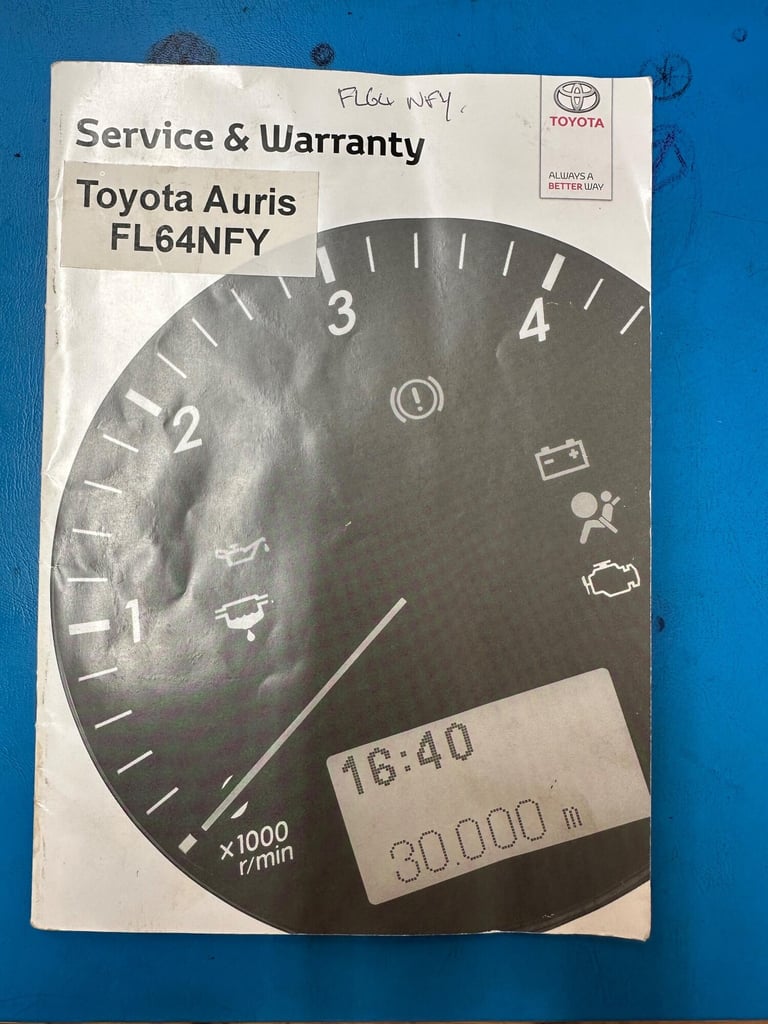 FL64 NFY.
Service & Warranty
TOYOTA
ALWAYS A
BETTER WAY
Toyota Auris
FL64NFY
3
4
2
1
16:40
30.000 m
x1000
r/min